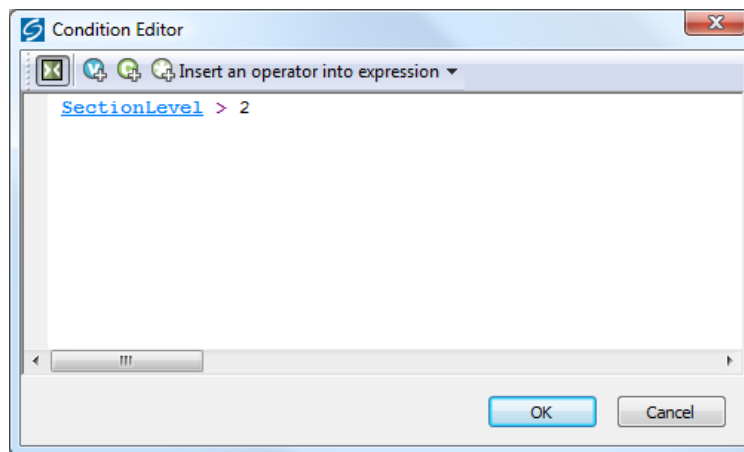 Condition Editor
Insert an operator into expression
SectionLevel > 2
OK
Cancel